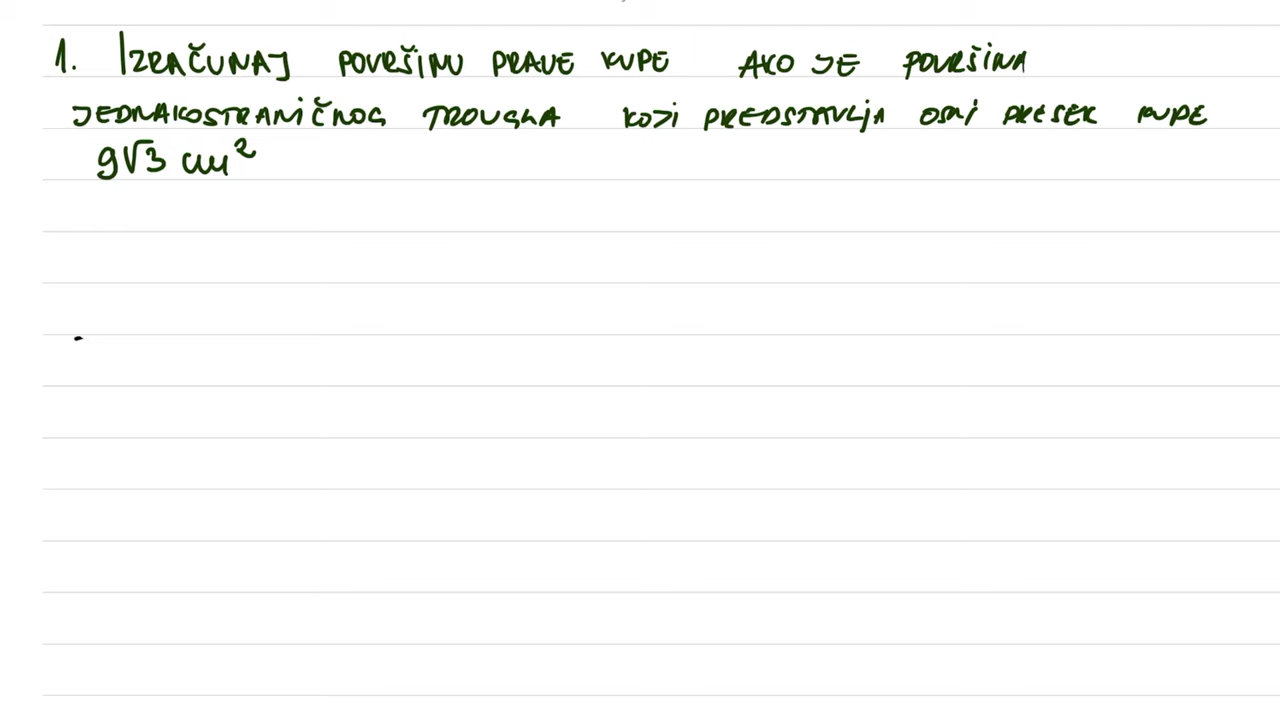 1. IZRAČUNAJ POVRŠINU PRAVE KUPE AKO JE POVRŠINA
JEDNAKOSTRANIČNOG TROUGLA KOJI PREDSTAVLJA OSNI PRESEK KUPE
9√3 cm²